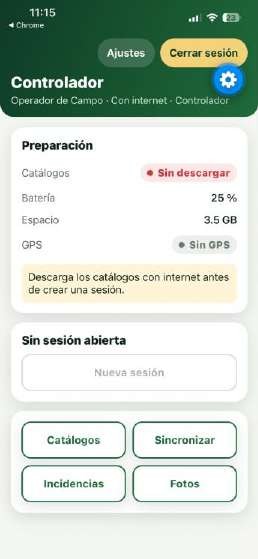 11:15
23
◀ Chrome
Ajustes
Cerrar sesión
Controlador
Operador de Campo · Con internet · Controlador
Preparación
Catálogos
Sin descargar
Batería
25 %
Espacio
3.5 GB
GPS
Sin GPS
Descarga los catálogos con internet antes
de crear una sesión.
Sin sesión abierta
Nueva sesión
Catálogos
Sincronizar
Incidencias
Fotos